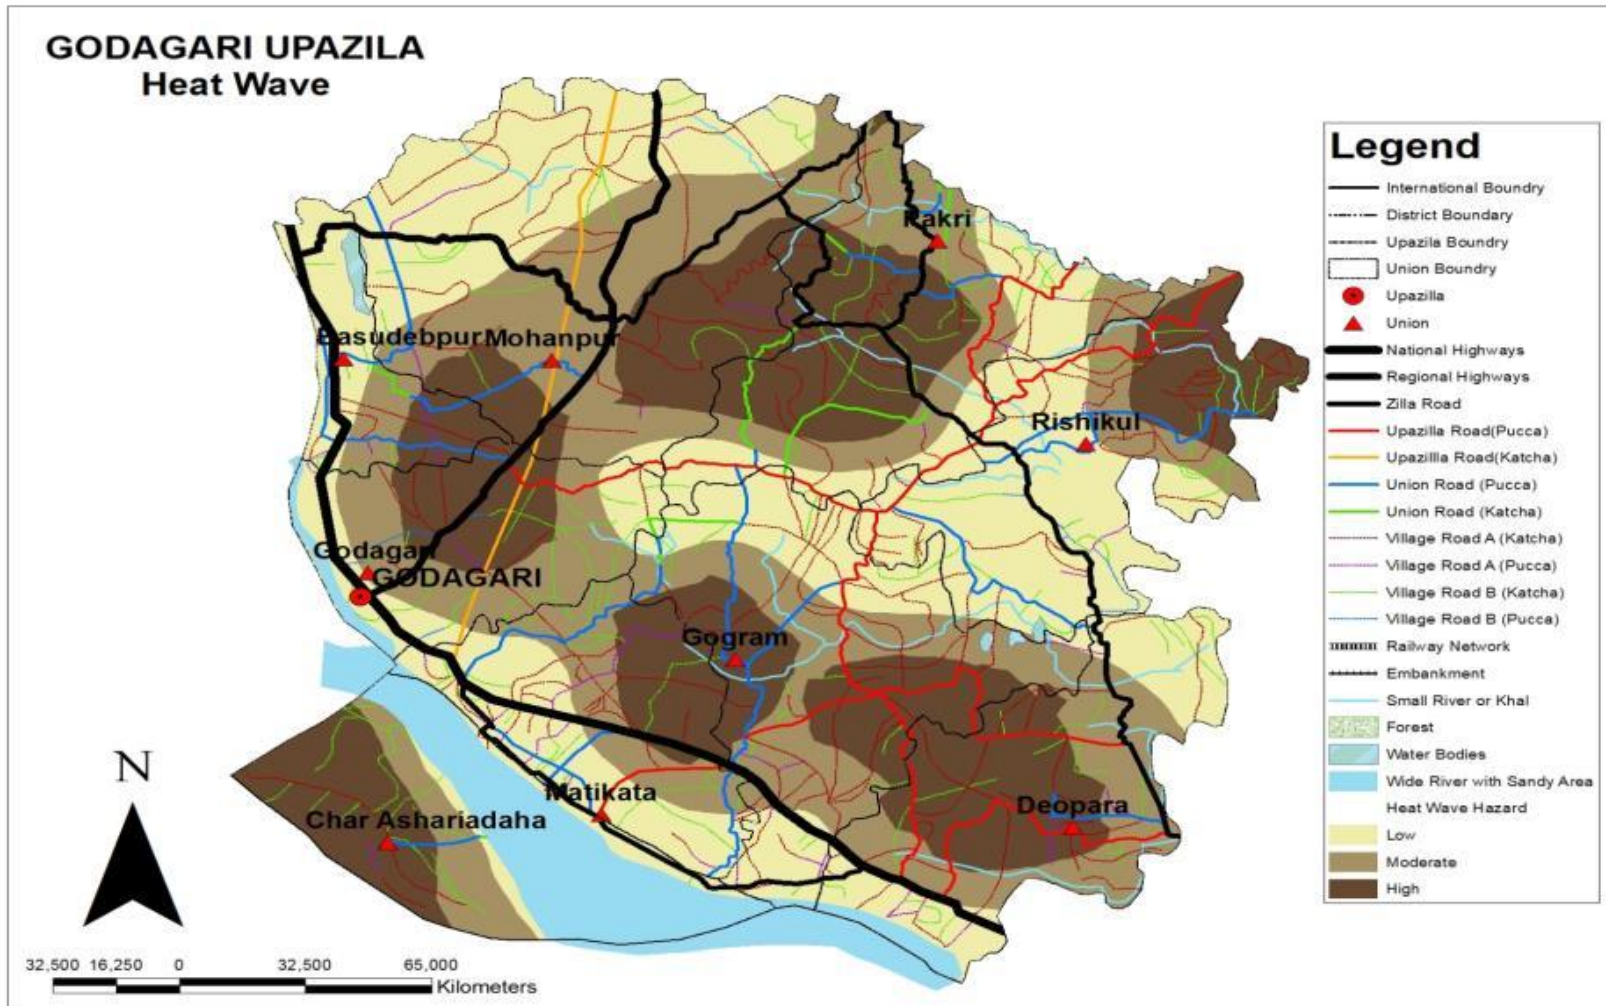 GODAGARI UPAZILA
Heat Wave
Pakri
Basudebpur
Mohanpur
Rishikul
Godagari
GODAGARI
Gogram
Matikata
Deopara
Char Ashariadaha
N
32,500 16,250 0 32,500 65,000
Kilometers
Legend
International Boundry
District Boundary
Upazila Boundry
Union Boundry
Upazilla
Union
National Highways
Regional Highways
Zilla Road
Upazilla Road(Pucca)
Upazillla Road(Katcha)
Union Road (Pucca)
Union Road (Katcha)
Village Road A (Katcha)
Village Road A (Pucca)
Village Road B (Katcha)
Village Road B (Pucca)
Railway Network
Embankment
Small River or Khal
Forest
Water Bodies
Wide River with Sandy Area
Heat Wave Hazard
Low
Moderate
High